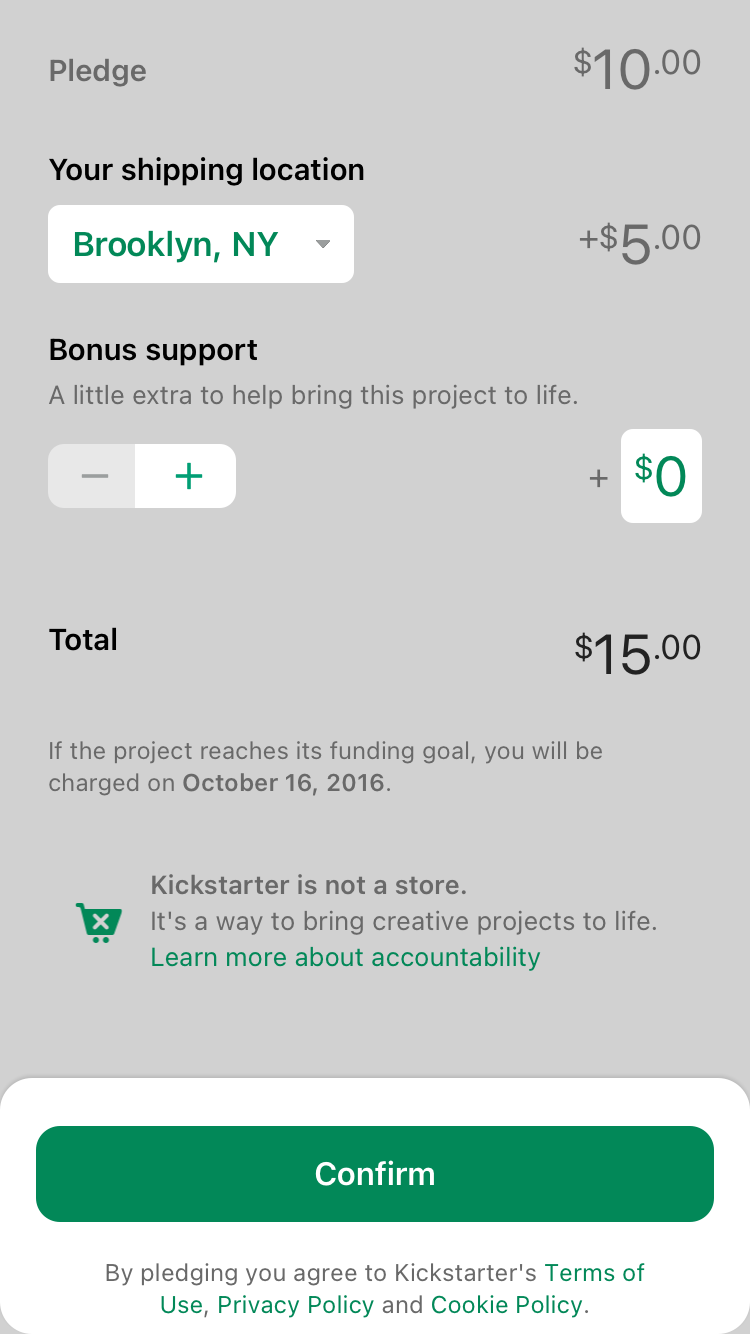 Pledge $10.00
Your shipping location
Brooklyn, NY +$5.00
Bonus support
A little extra to help bring this project to life.
− + + $0
Total $15.00
If the project reaches its funding goal, you will be
charged on October 16, 2016.
Kickstarter is not a store.
It's a way to bring creative projects to life.
Learn more about accountability
Confirm
By pledging you agree to Kickstarter's Terms of
Use, Privacy Policy and Cookie Policy.